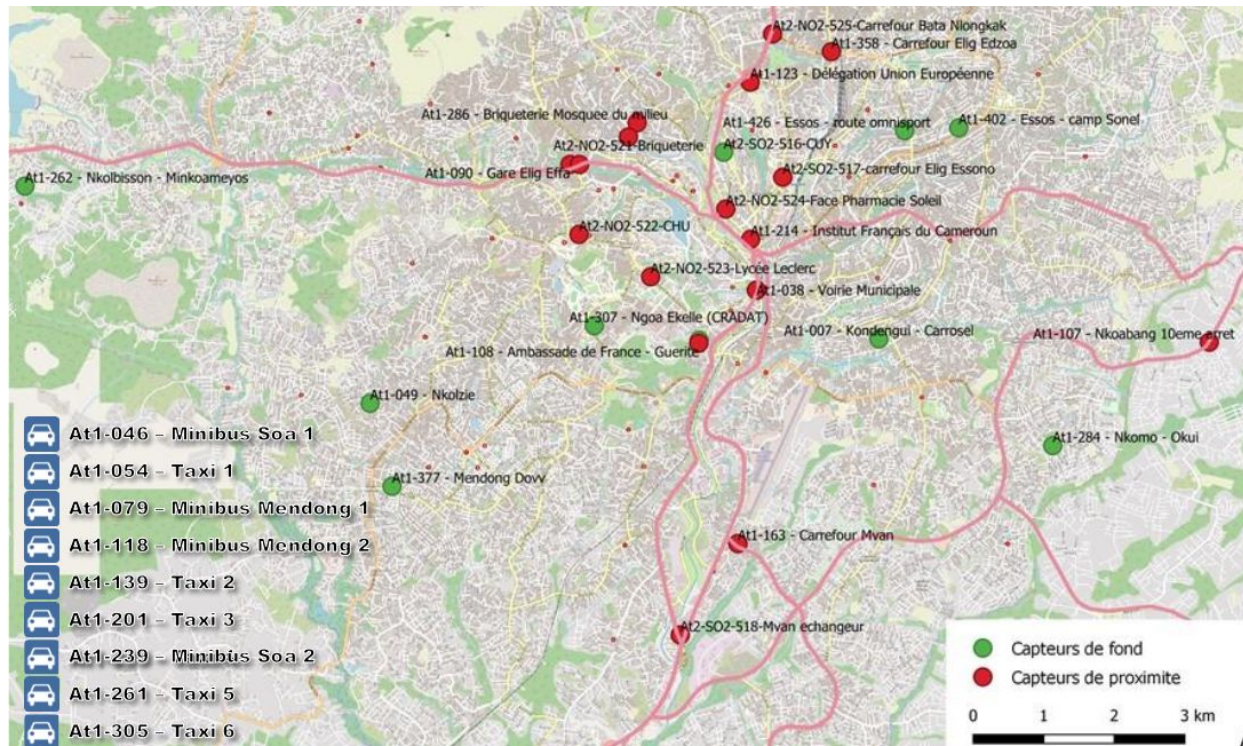 At2-NO2-525-Carrefour Bata Nlongkak
At1-358 - Carrefour Elig Edzoa
At1-123 - Délégation Union Européenne
At1-286 - Briqueterie Mosquee du milieu
At1-426 - Essos - route omnisport
At1-402 - Essos - camp Sonel
At2-NO2-521-Briqueterie
At2-SO2-516-CUY
At1-090 - Gare Elig Effa
At2-SO2-517-carrefour Elig Essono
At1-262 - Nkolbisson - Minkoameyos
At2-NO2-524-Face Pharmacie Soleil
At2-NO2-522-CHU
At1-214 - Institut Français du Cameroun
At2-NO2-523-Lycée Leclerc
At1-038 - Voirie Municipale
At1-307 - Ngoa Ekelle (CRADAT)
At1-007 - Kondengui - Carrosel
At1-107 - Nkoabang 10eme arret
At1-108 - Ambassade de France - Guerite
At1-049 - Nkolzie
At1-046 – Minibus Soa 1
At1-284 - Nkomo - Okui
At1-054 – Taxi 1
At1-377 - Mendong Dovv
At1-079 – Minibus Mendong 1
At1-163 - Carrefour Mvan
At1-118 – Minibus Mendong 2
At1-139 – Taxi 2
At1-201 – Taxi 3
At2-SO2-518-Mvan echangeur
At1-239 – Minibus Soa 2
At1-261 – Taxi 5
At1-305 – Taxi 6
Capteurs de fond
Capteurs de proximite
0 1 2 3 km